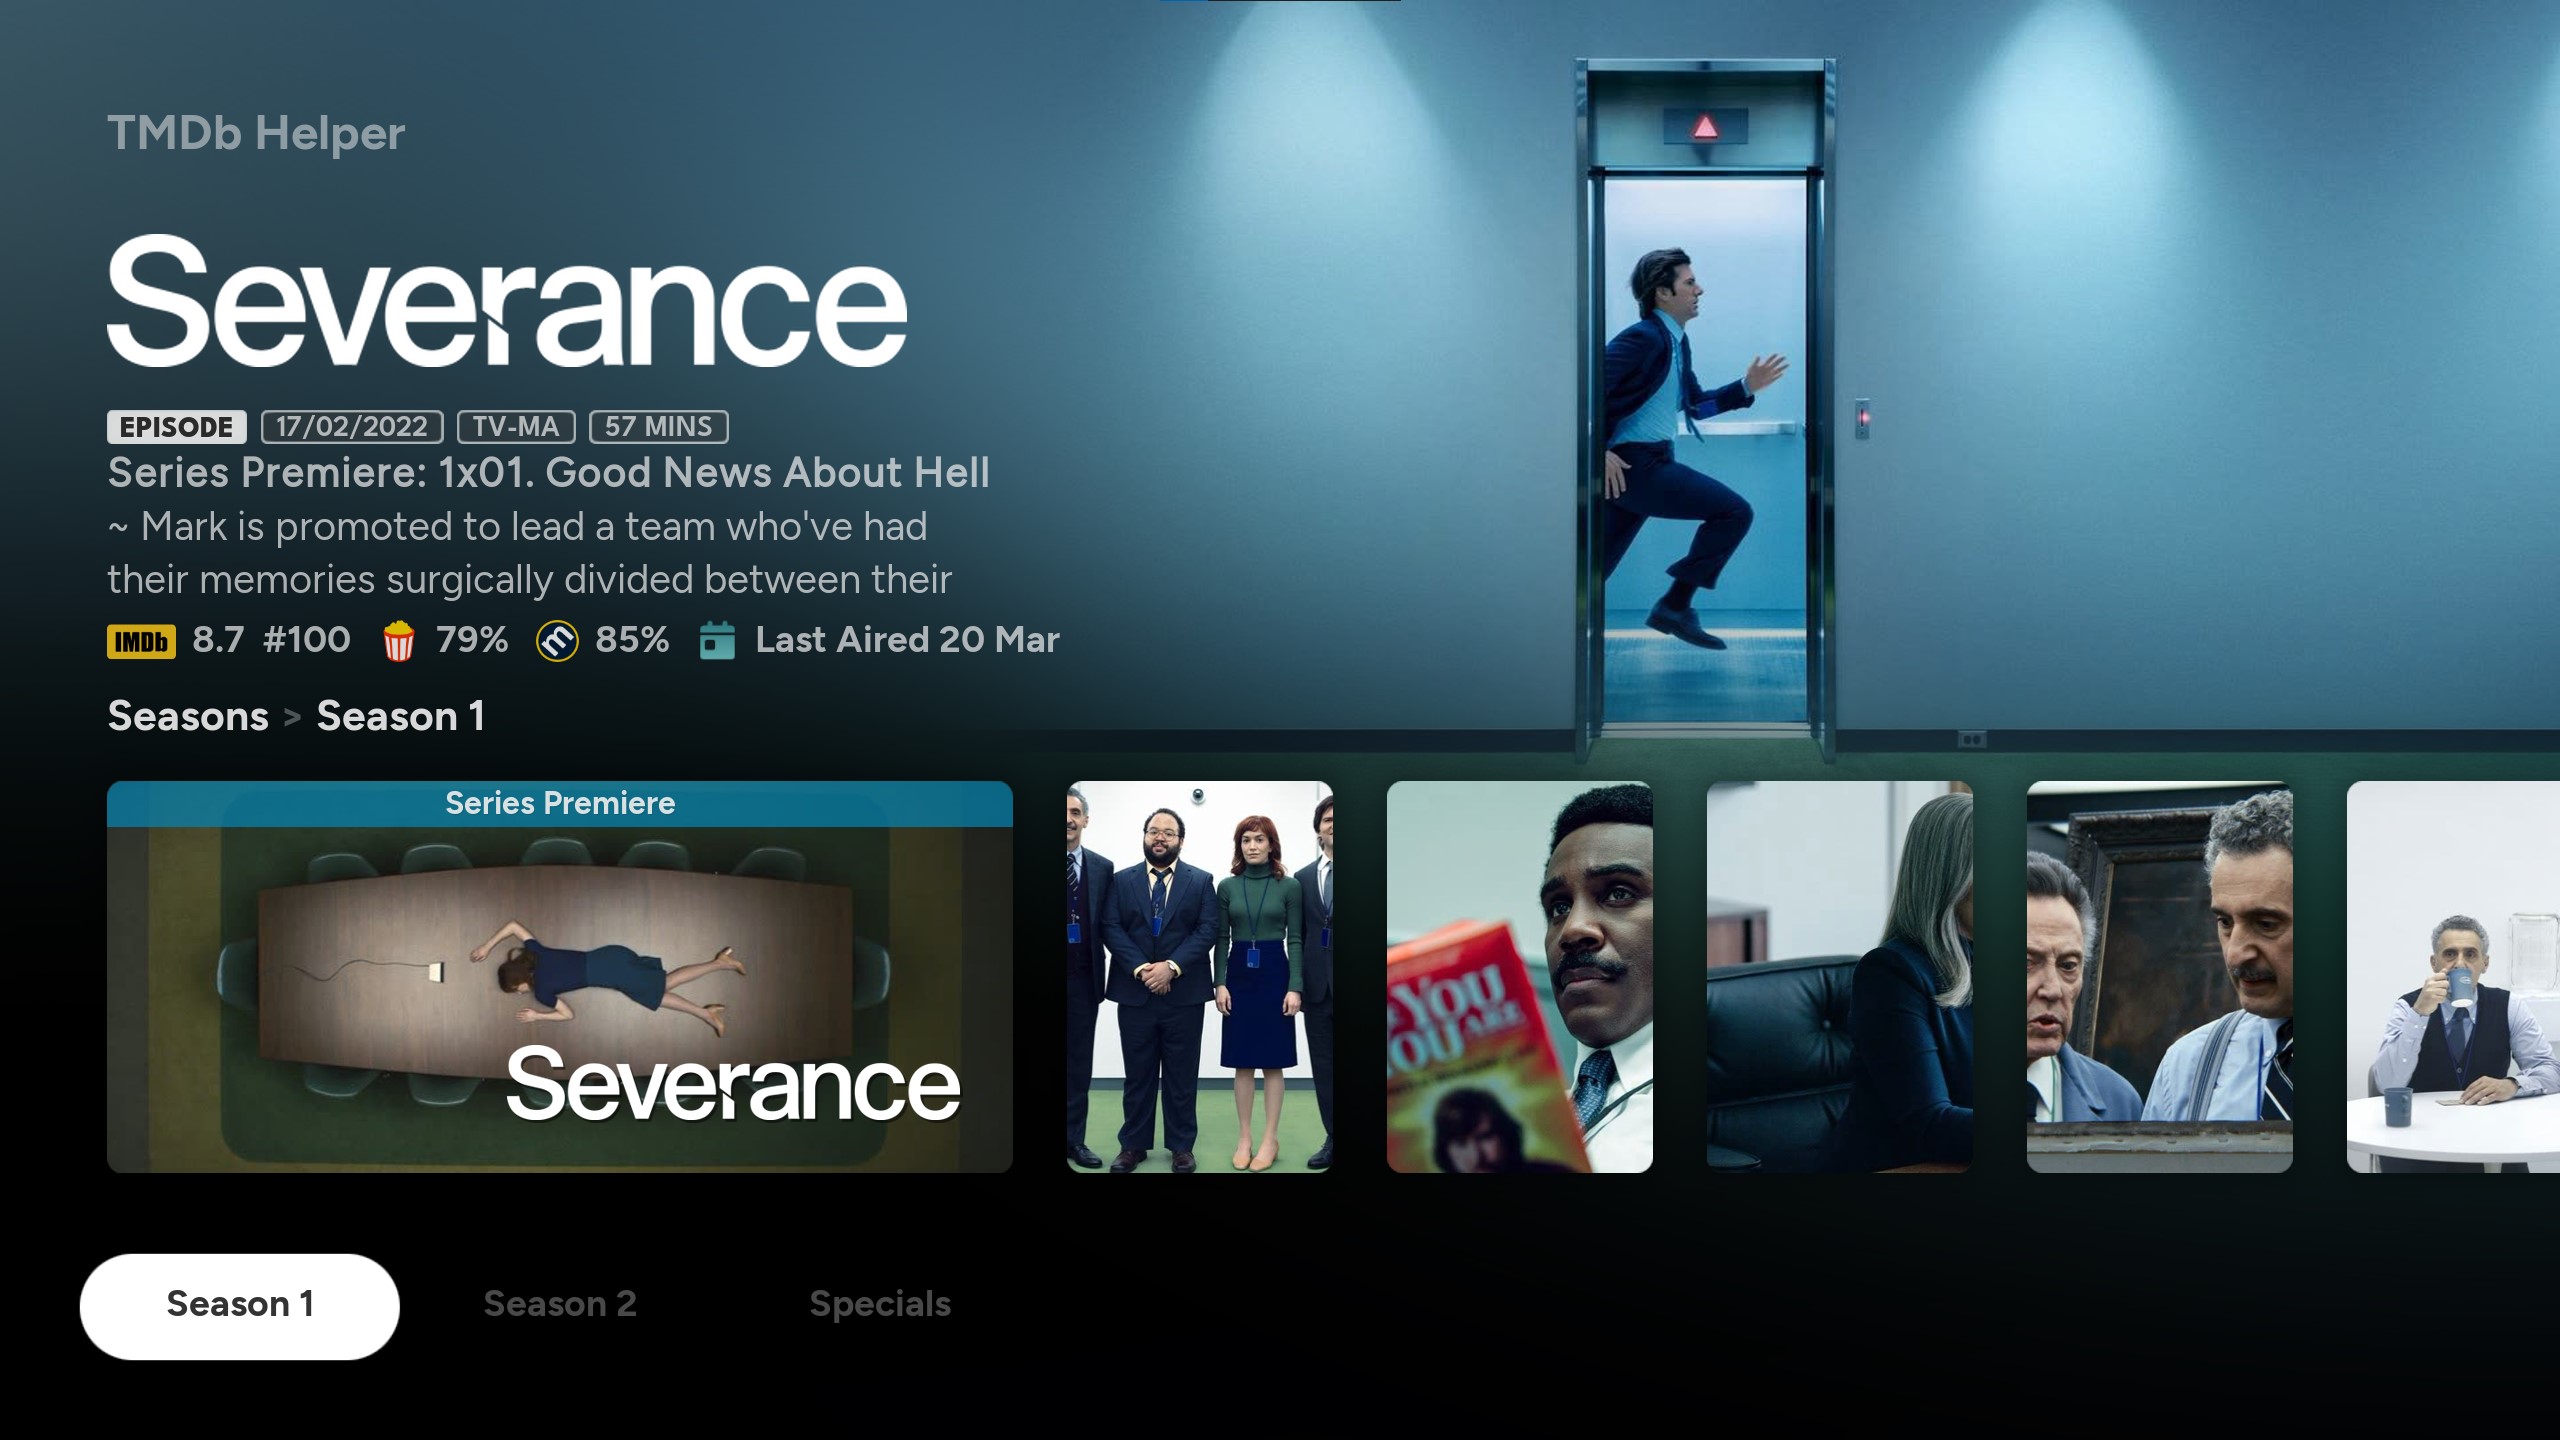 TMDb Helper
Severance
EPISODE 17/02/2022 TV-MA 57 MINS
Series Premiere: 1x01. Good News About Hell
~ Mark is promoted to lead a team who've had
their memories surgically divided between their
IMDb 8.7 #100 79% m 85% Last Aired 20 Mar
Seasons > Season 1
Series Premiere
Severance
YOU
YOU ARE
Season 1 Season 2 Specials